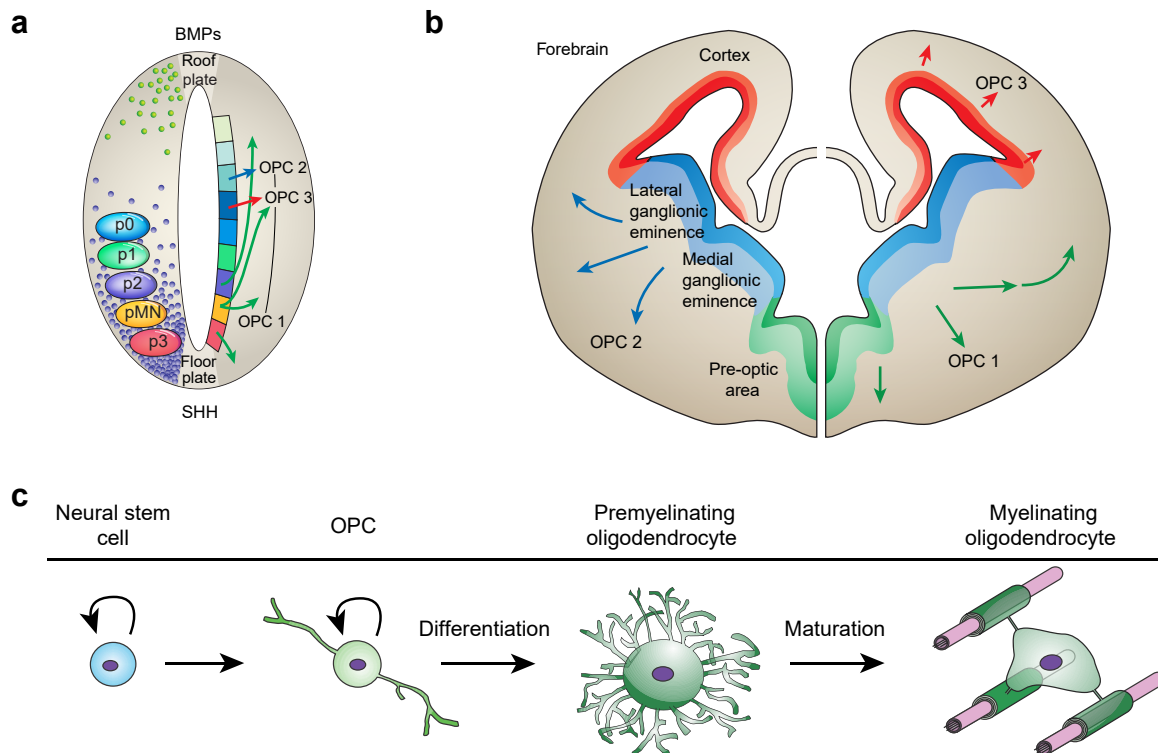 a
BMPs
Roof
plate
OPC 2
OPC 3
p0
p1
p2
pMN
p3
OPC 1
Floor
plate
SHH
b
Forebrain
Cortex
OPC 3
Lateral
ganglionic
eminence
Medial
ganglionic
eminence
OPC 2
OPC 1
Pre-optic
area
c
Neural stem
cell
OPC
Premyelinating
oligodendrocyte
Myelinating
oligodendrocyte
Differentiation
Maturation